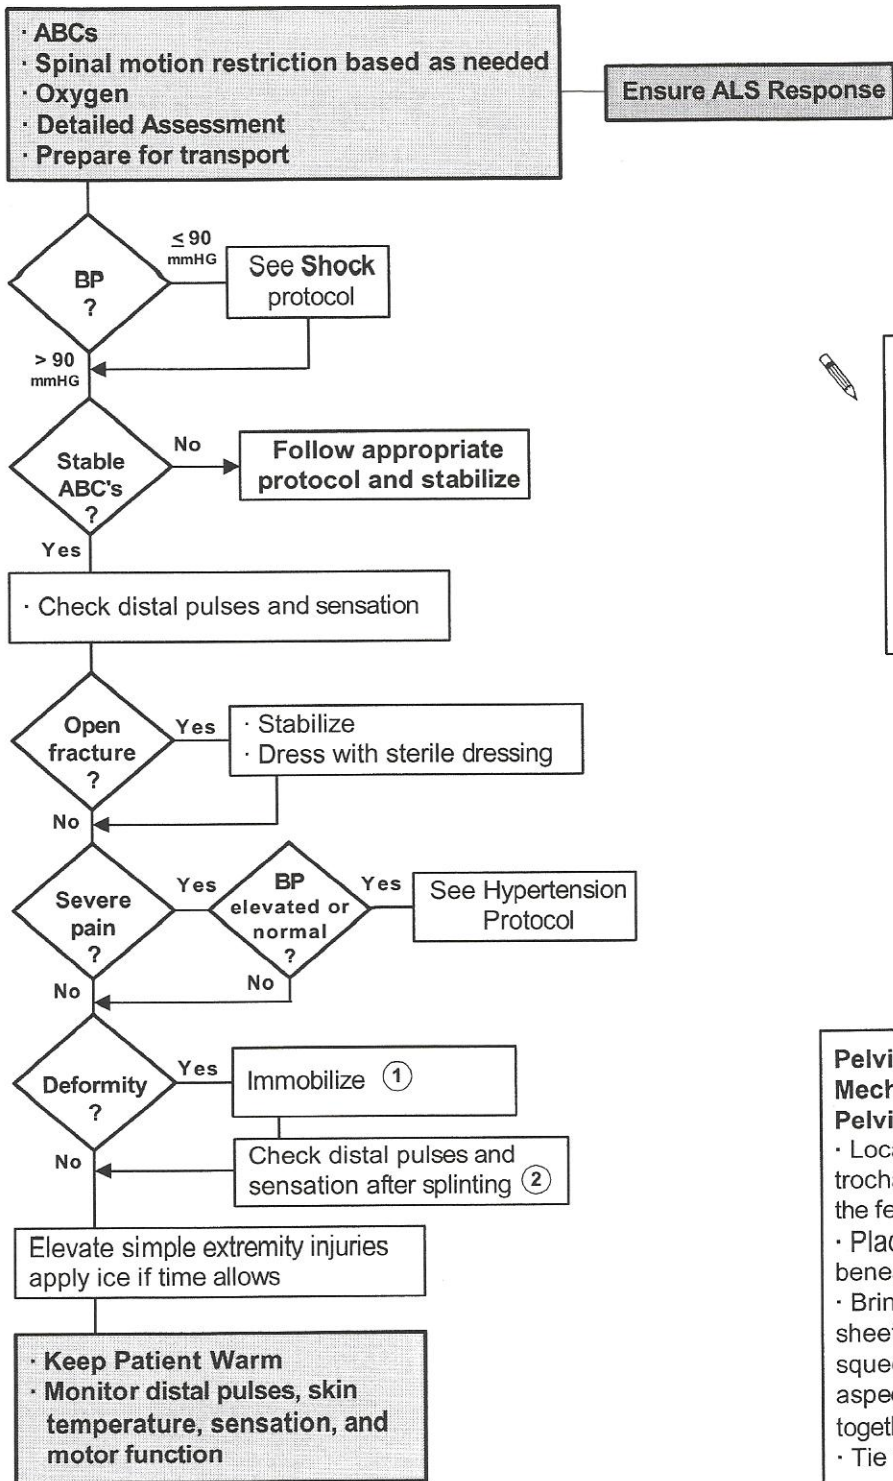 · ABCs
· Spinal motion restriction based as needed
· Oxygen
· Detailed Assessment
· Prepare for transport
Ensure ALS Response
BP
?
≤ 90
mmHG
See Shock
protocol
> 90
mmHG
Stable
ABC's
?
No
Follow appropriate
protocol and stabilize
Yes
· Check distal pulses and sensation
Open
fracture
?
Yes
· Stabilize
· Dress with sterile dressing
No
Severe
pain
?
Yes
BP
elevated or
normal
?
Yes
See Hypertension
Protocol
No
No
Deformity
?
Yes
Immobilize ①
Check distal pulses and
sensation after splinting ②
No
Elevate simple extremity injuries
apply ice if time allows
· Keep Patient Warm
· Monitor distal pulses, skin
temperature, sensation, and
motor function
· Tie